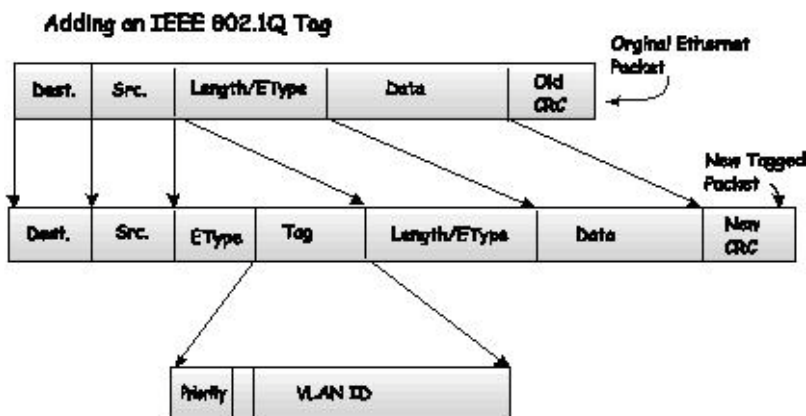 Adding an IEEE 802.1Q Tag
Orginal Ethernet
Packet
Dest. Src. Length/EType Data Old
CRC
New Tagged
Packet
Dest. Src. EType Tag Length/EType Data New
CRC
Priority VLAN ID